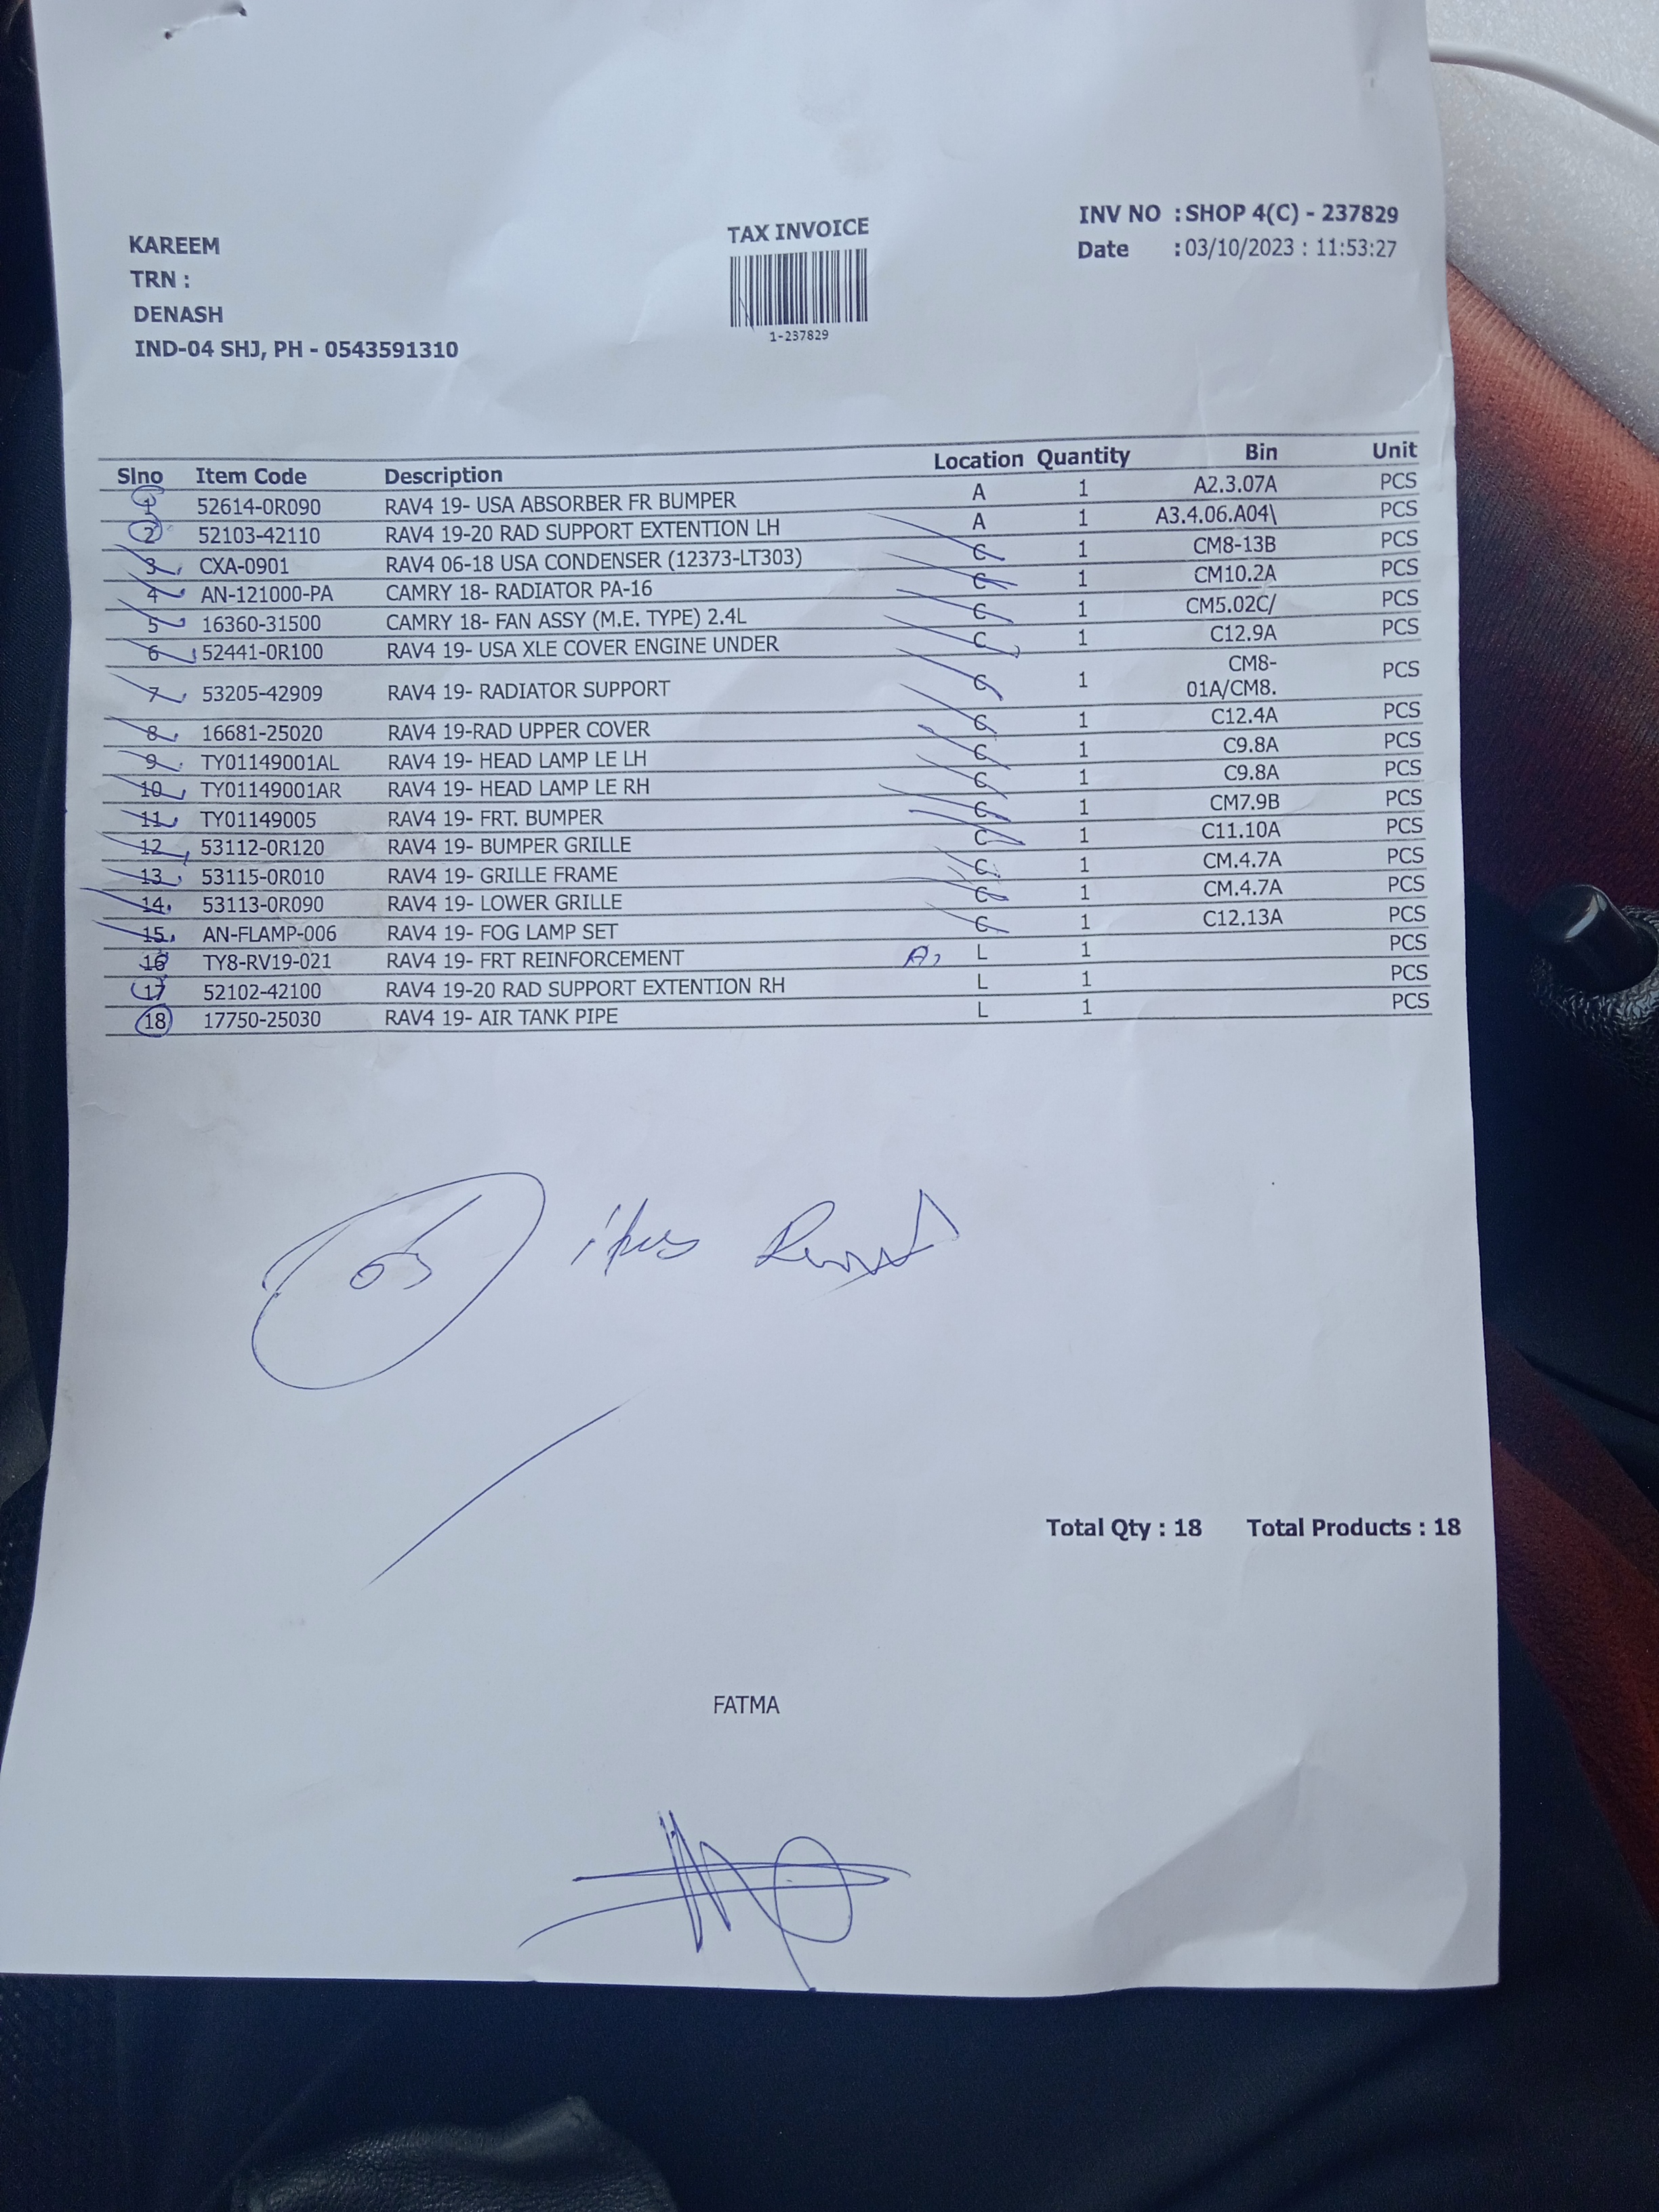 KAREEM
TRN :
DENASH
IND-04 SHJ, PH - 0543591310
TAX INVOICE
1-237829
INV NO : SHOP 4(C) - 237829
Date : 03/10/2023 : 11:53:27
Slno Item Code Description Location Quantity Bin Unit
1 52614-0R090 RAV4 19- USA ABSORBER FR BUMPER A 1 A2.3.07A PCS
2 52103-42110 RAV4 19-20 RAD SUPPORT EXTENTION LH A 1 A3.4.06.A04\ PCS
3 CXA-0901 RAV4 06-18 USA CONDENSER (12373-LT303) C 1 CM8-13B PCS
4 AN-121000-PA CAMRY 18- RADIATOR PA-16 C 1 CM10.2A PCS
5 16360-31500 CAMRY 18- FAN ASSY (M.E. TYPE) 2.4L C 1 CM5.02C/ PCS
6 52441-0R100 RAV4 19- USA XLE COVER ENGINE UNDER C 1 C12.9A PCS
7 53205-42909 RAV4 19- RADIATOR SUPPORT C 1 CM8-
01A/CM8. PCS
8 16681-25020 RAV4 19-RAD UPPER COVER C 1 C12.4A PCS
9 TY01149001AL RAV4 19- HEAD LAMP LE LH C 1 C9.8A PCS
10 TY01149001AR RAV4 19- HEAD LAMP LE RH C 1 C9.8A PCS
11 TY01149005 RAV4 19- FRT. BUMPER C 1 CM7.9B PCS
12 53112-0R120 RAV4 19- BUMPER GRILLE C 1 C11.10A PCS
13 53115-0R010 RAV4 19- GRILLE FRAME C 1 CM.4.7A PCS
14 53113-0R090 RAV4 19- LOWER GRILLE C 1 CM.4.7A PCS
15 AN-FLAMP-006 RAV4 19- FOG LAMP SET C 1 C12.13A PCS
16 TY8-RV19-021 RAV4 19- FRT REINFORCEMENT A, L 1 PCS
17 52102-42100 RAV4 19-20 RAD SUPPORT EXTENTION RH L 1 PCS
18 17750-25030 RAV4 19- AIR TANK PIPE L 1 PCS
05
Total Qty : 18 Total Products : 18
FATMA